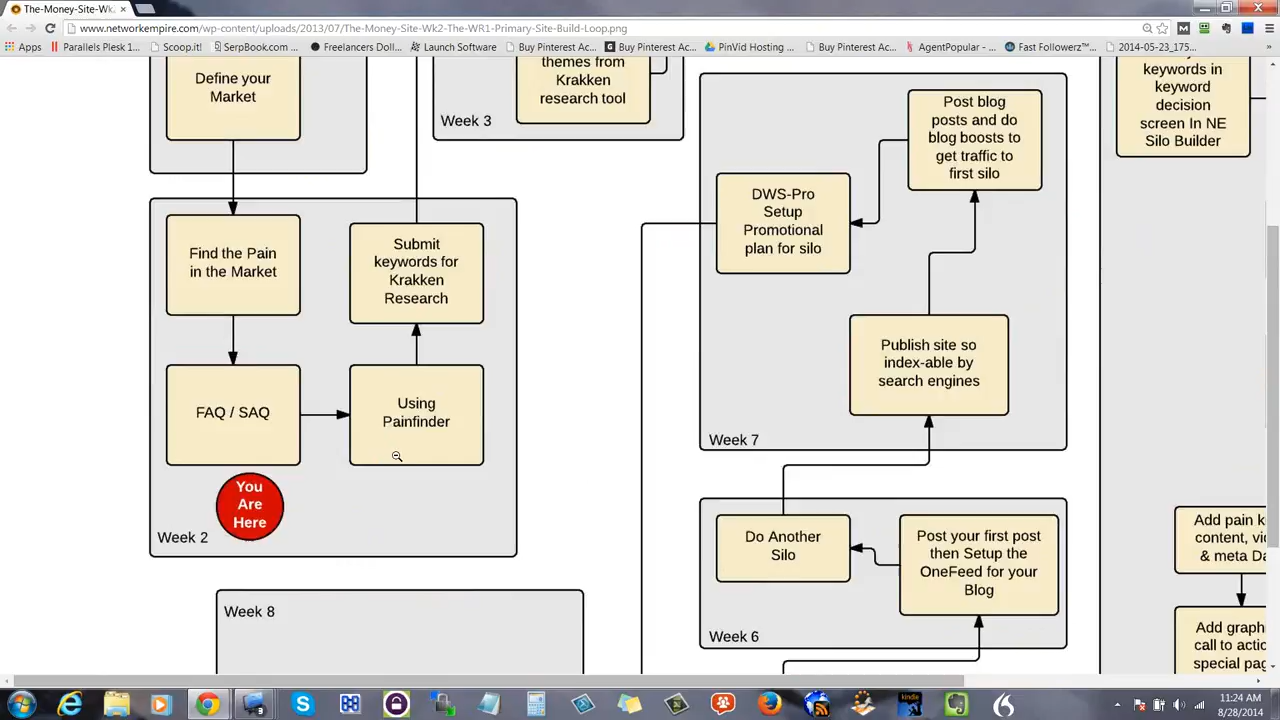 The-Money-Site-Wk
www.networkempire.com/wp-content/uploads/2013/07/The-Money-Site-Wk2-The-WR1-Primary-Site-Build-Loop.png
Apps
Parallels Plesk 1...
Scoop.it!
SerpBook.com
Freelancers Doll...
Launch Software
Buy Pinterest Ac...
Buy Pinterest Ac...
PinVid Hosting ...
Buy Pinterest Ac...
AgentPopular - ...
Fast Followerz™...
2014-05-23_175...
Define your
Market
themes from
Krakken
research tool
Week 3
Find the Pain
in the Market
Submit
keywords for
Krakken
Research
FAQ / SAQ
Using
Painfinder
You
Are
Here
Week 2
Week 8
Post blog
posts and do
blog boosts to
get traffic to
first silo
DWS-Pro
Setup
Promotional
plan for silo
Publish site so
index-able by
search engines
Week 7
Do Another
Silo
Post your first post
then Setup the
OneFeed for your
Blog
Week 6
keywords in
keyword
decision
screen In NE
Silo Builder
Add pain k
content, vi
& meta Da
Add graph
call to actio
special pag
kindle
11:24 AM
8/28/2014